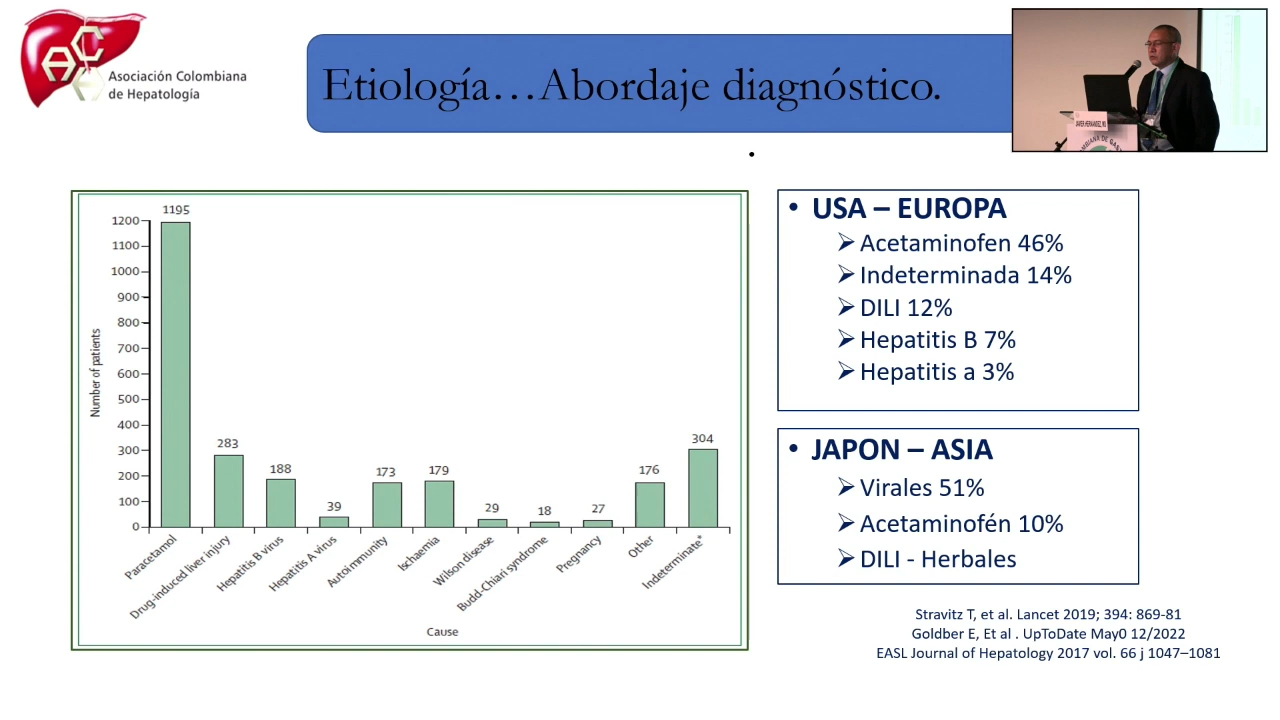 ACH
Asociación Colombiana
de Hepatología
Etiología…Abordaje diagnóstico.
JAVIER HERNANDEZ, MD
•
Number of patients
1200
1100
1000
900
800
700
600
500
400
300
200
100
0
1195
283
188
39
173
179
29
18
27
176
304
Paracetamol
Drug-induced liver injury
Hepatitis B virus
Hepatitis A virus
Autoimmunity
Ischaemia
Wilson disease
Budd-Chiari syndrome
Pregnancy
Other
Indeterminate*
Cause
• USA – EUROPA
➢ Acetaminofen 46%
➢ Indeterminada 14%
➢ DILI 12%
➢ Hepatitis B 7%
➢ Hepatitis a 3%
• JAPON – ASIA
➢ Virales 51%
➢ Acetaminofén 10%
➢ DILI - Herbales
Stravitz T, et al. Lancet 2019; 394: 869-81
Goldber E, Et al . UpToDate May0 12/2022
EASL Journal of Hepatology 2017 vol. 66 j 1047–1081